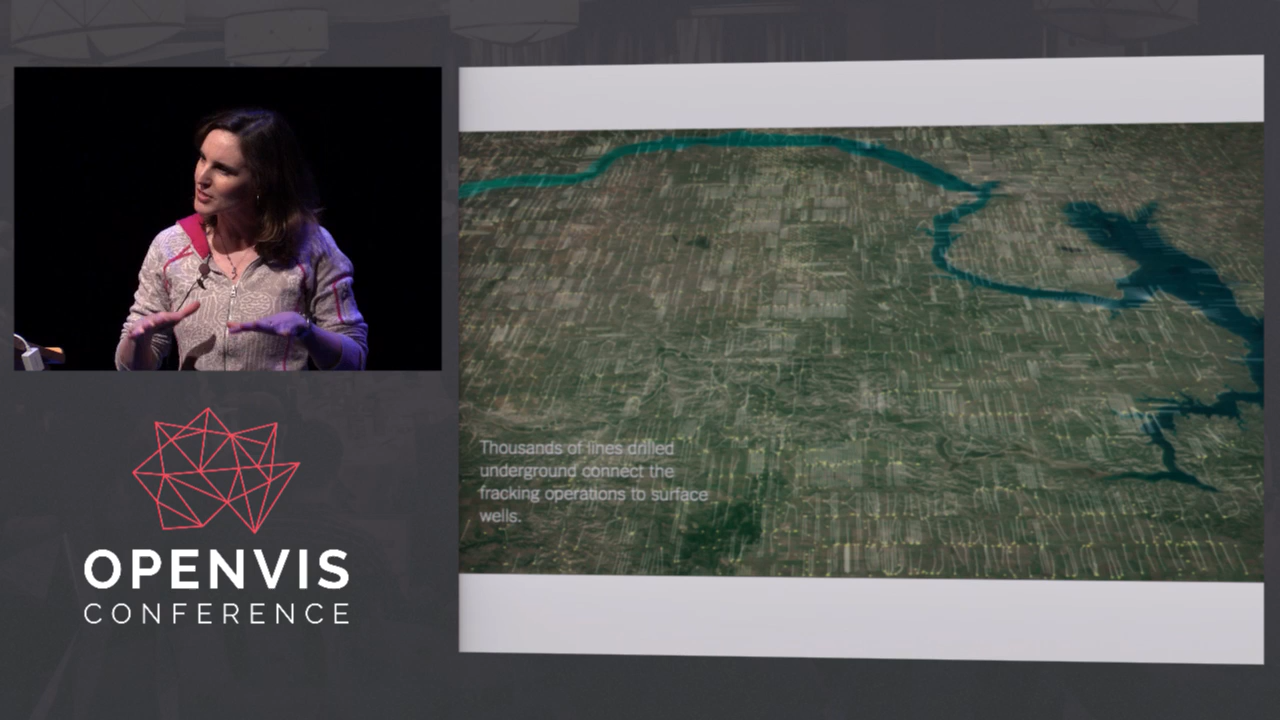 Thousands of lines drilled
underground connect the
fracking operations to surface
wells.
OPENVIS
CONFERENCE